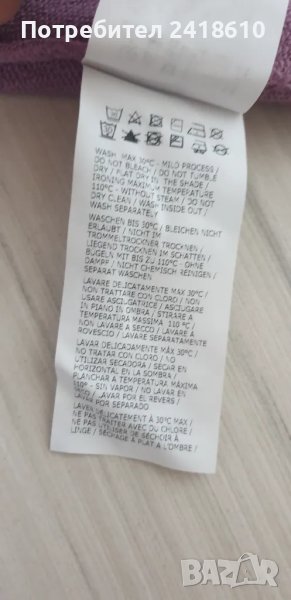 Потребител 2418610
WASH MAX 30°C - MILD PROCESS /
DO NOT BLEACH / DO NOT TUMBLE
DRY / FLAT DRY IN THE SHADE /
IRONING MAXIMUM TEMPERATURE
110°C - WITHOUT STEAM / DO NOT
DRY CLEAN / WASH INSIDE OUT /
WASH SEPARATELY
WASCHEN BIS 30°C / BLEICHEN NICHT
ERLAUBT / NICHT IM
TROMMELTROCKNER TROCKNEN /
LIEGEND TROCKNEN IM SCHATTEN /
BÜGELN MIT BIS ZU 110°C - OHNE
DAMPF / NICHT CHEMISCH REINIGEN /
SEPARAT WASCHEN
LAVARE DELICATAMENTE MAX 30°C /
NON TRATTARE CON CLORO / NON
USARE ASCIUGATRICE / ASCIUGARE
IN PIANO IN OMBRA / STIRARE A
TEMPERATURA MASSIMA 110 °C /
NON LAVARE A SECCO / LAVARE A
ROVESCIO / LAVARE SEPARATAMENTE
LAVAR DELICADAMENTE MÁX 30°C /
NO TRATAR CON CLORO / NO
UTILIZAR SECADORA / SECAR EN
HORIZONTAL EN LA SOMBRA /
PLANCHAR A TEMPERATURA MÁXIMA
110° - SIN VAPOR / NO LAVAR EN
SECO / LAVAR POR EL REVERS /
LAVAR POR SEPARADO
LAVER DÉLICATEMENT À 30°C MAX /
NE PAS TRAITER AVEC DU CHLORE /
NE PAS UTILISER DE SÉCHOIR À
LINGE / SÉCHAGE À PLAT À L'OMBRE /
BAZAR